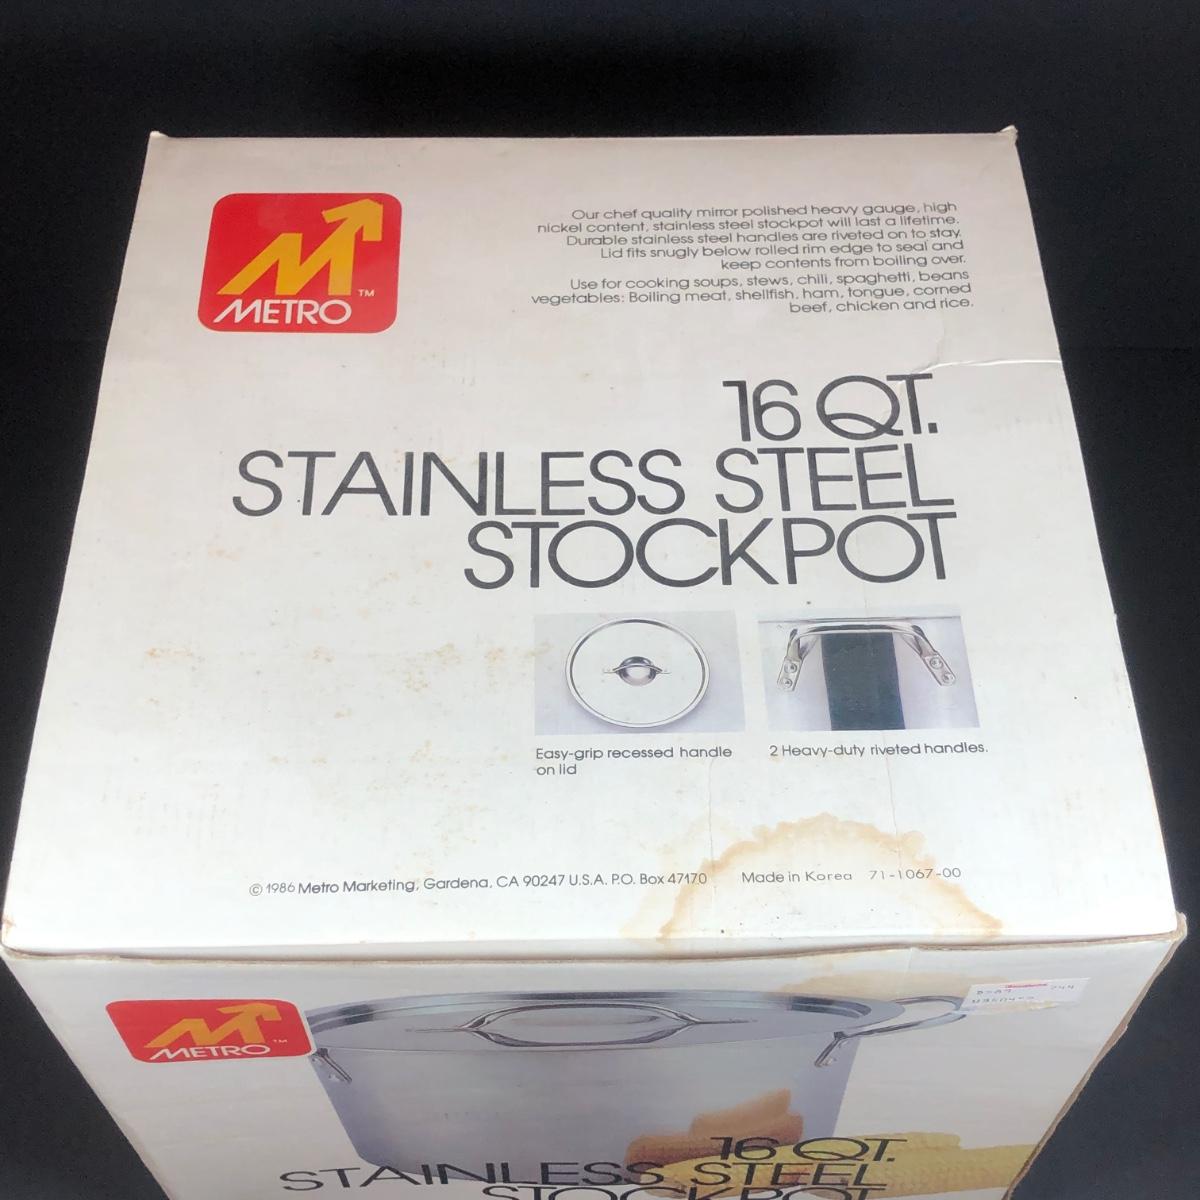 METRO™
Our chef quality mirror polished heavy gauge, high
nickel content, stainless steel stockpot will last a lifetime.
Durable stainless steel handles are riveted on to stay.
Lid fits snugly below rolled rim edge to seal and
keep contents from boiling over.
Use for cooking soups, stews, chili, spaghetti, beans
vegetables: Boiling meat, shellfish, ham, tongue, corned
beef, chicken and rice.
16 QT.
STAINLESS STEEL
STOCKPOT
Easy-grip recessed handle
on lid
2 Heavy-duty riveted handles.
© 1986 Metro Marketing, Gardena, CA 90247 U.S.A. P.O. Box 47170
Made in Korea 71-1067-00
METRO™
16 QT.
STAINLESS STEEL
STOCKPOT